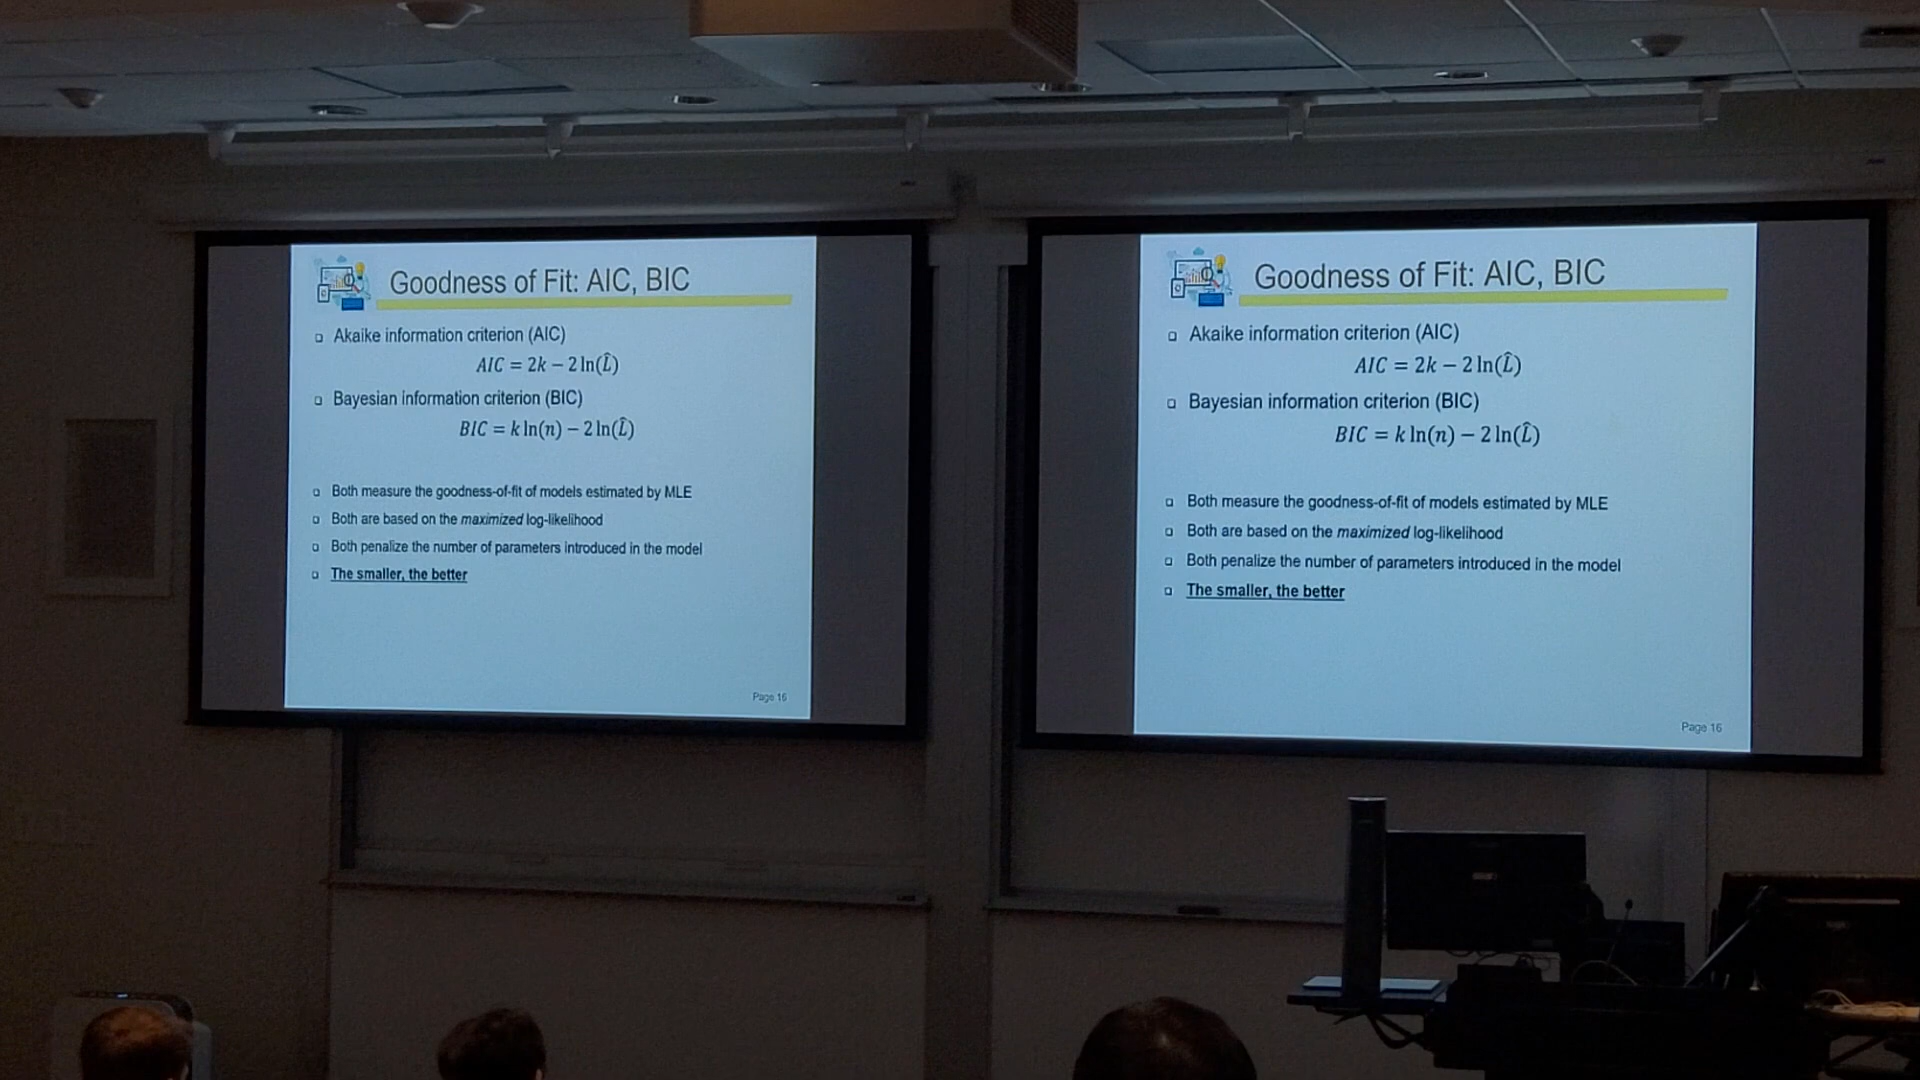 Goodness of Fit: AIC, BIC
▫ Akaike information criterion (AIC)
AIC = 2k − 2 ln(L̂)
▫ Bayesian information criterion (BIC)
BIC = k ln(n) − 2 ln(L̂)
▫ Both measure the goodness-of-fit of models estimated by MLE
▫ Both are based on the maximized log-likelihood
▫ Both penalize the number of parameters introduced in the model
▫ The smaller, the better
Page 16
Goodness of Fit: AIC, BIC
▫ Akaike information criterion (AIC)
AIC = 2k − 2 ln(L̂)
▫ Bayesian information criterion (BIC)
BIC = k ln(n) − 2 ln(L̂)
▫ Both measure the goodness-of-fit of models estimated by MLE
▫ Both are based on the maximized log-likelihood
▫ Both penalize the number of parameters introduced in the model
▫ The smaller, the better
Page 16